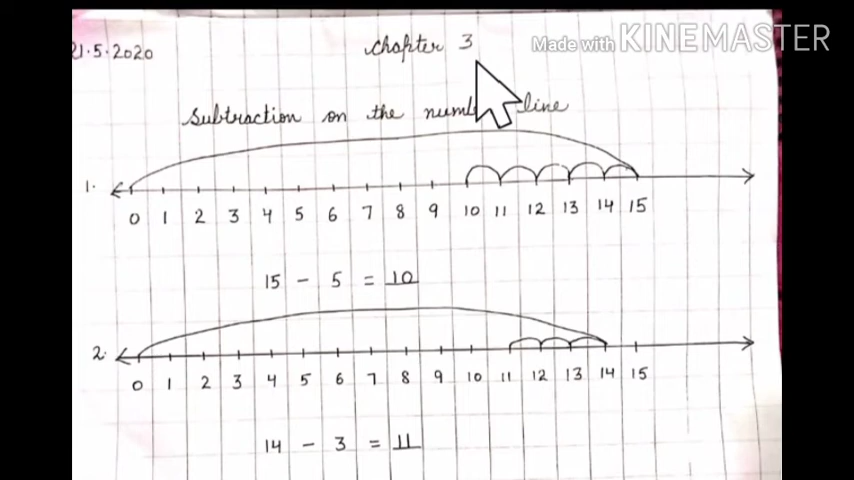 21.5.2020
chapter 3
Made with KINEMASTER
Subtraction on the numb line
1.
0 1 2 3 4 5 6 7 8 9 10 11 12 13 14 15
15 - 5 = 10
2.
0 1 2 3 4 5 6 7 8 9 10 11 12 13 14 15
14 - 3 = 11